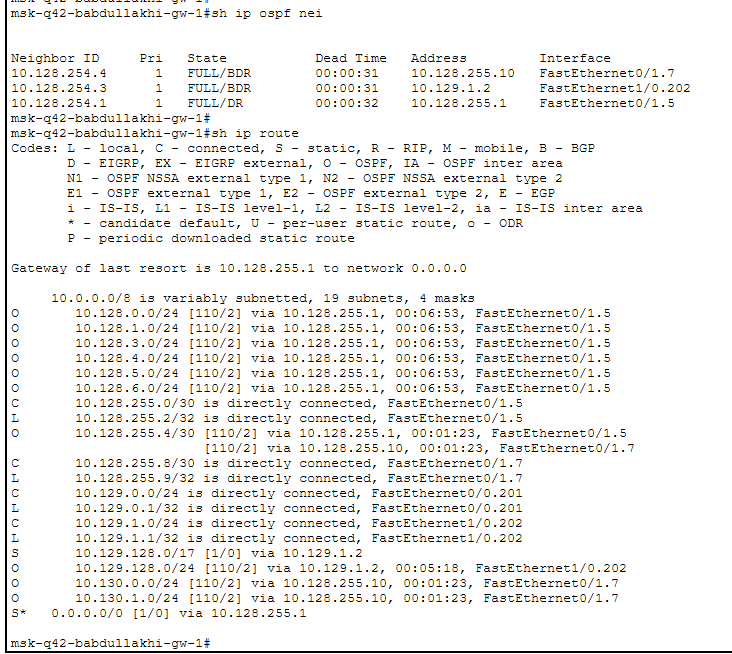 msk-q42-babdullakhi-gw-1#sh ip ospf nei
Neighbor ID     Pri   State           Dead Time   Address         Interface
10.128.254.4      1   FULL/BDR        00:00:31    10.128.255.10   FastEthernet0/1.7
10.128.254.3      1   FULL/BDR        00:00:31    10.129.1.2      FastEthernet1/0.202
10.128.254.1      1   FULL/DR         00:00:32    10.128.255.1    FastEthernet0/1.5
msk-q42-babdullakhi-gw-1#
msk-q42-babdullakhi-gw-1#sh ip route
Codes: L - local, C - connected, S - static, R - RIP, M - mobile, B - BGP
       D - EIGRP, EX - EIGRP external, O - OSPF, IA - OSPF inter area
       N1 - OSPF NSSA external type 1, N2 - OSPF NSSA external type 2
       E1 - OSPF external type 1, E2 - OSPF external type 2, E - EGP
       i - IS-IS, L1 - IS-IS level-1, L2 - IS-IS level-2, ia - IS-IS inter area
       * - candidate default, U - per-user static route, o - ODR
       P - periodic downloaded static route
Gateway of last resort is 10.128.255.1 to network 0.0.0.0
     10.0.0.0/8 is variably subnetted, 19 subnets, 4 masks
O       10.128.0.0/24 [110/2] via 10.128.255.1, 00:06:53, FastEthernet0/1.5
O       10.128.1.0/24 [110/2] via 10.128.255.1, 00:06:53, FastEthernet0/1.5
O       10.128.3.0/24 [110/2] via 10.128.255.1, 00:06:53, FastEthernet0/1.5
O       10.128.4.0/24 [110/2] via 10.128.255.1, 00:06:53, FastEthernet0/1.5
O       10.128.5.0/24 [110/2] via 10.128.255.1, 00:06:53, FastEthernet0/1.5
O       10.128.6.0/24 [110/2] via 10.128.255.1, 00:06:53, FastEthernet0/1.5
C       10.128.255.0/30 is directly connected, FastEthernet0/1.5
L       10.128.255.2/32 is directly connected, FastEthernet0/1.5
O       10.128.255.4/30 [110/2] via 10.128.255.1, 00:01:23, FastEthernet0/1.5
                        [110/2] via 10.128.255.10, 00:01:23, FastEthernet0/1.7
C       10.128.255.8/30 is directly connected, FastEthernet0/1.7
L       10.128.255.9/32 is directly connected, FastEthernet0/1.7
C       10.129.0.0/24 is directly connected, FastEthernet0/0.201
L       10.129.0.1/32 is directly connected, FastEthernet0/0.201
C       10.129.1.0/24 is directly connected, FastEthernet1/0.202
L       10.129.1.1/32 is directly connected, FastEthernet1/0.202
S       10.129.128.0/17 [1/0] via 10.129.1.2
O       10.129.128.0/24 [110/2] via 10.129.1.2, 00:05:18, FastEthernet1/0.202
O       10.130.0.0/24 [110/2] via 10.128.255.10, 00:01:23, FastEthernet0/1.7
O       10.130.1.0/24 [110/2] via 10.128.255.10, 00:01:23, FastEthernet0/1.7
S*   0.0.0.0/0 [1/0] via 10.128.255.1
msk-q42-babdullakhi-gw-1#